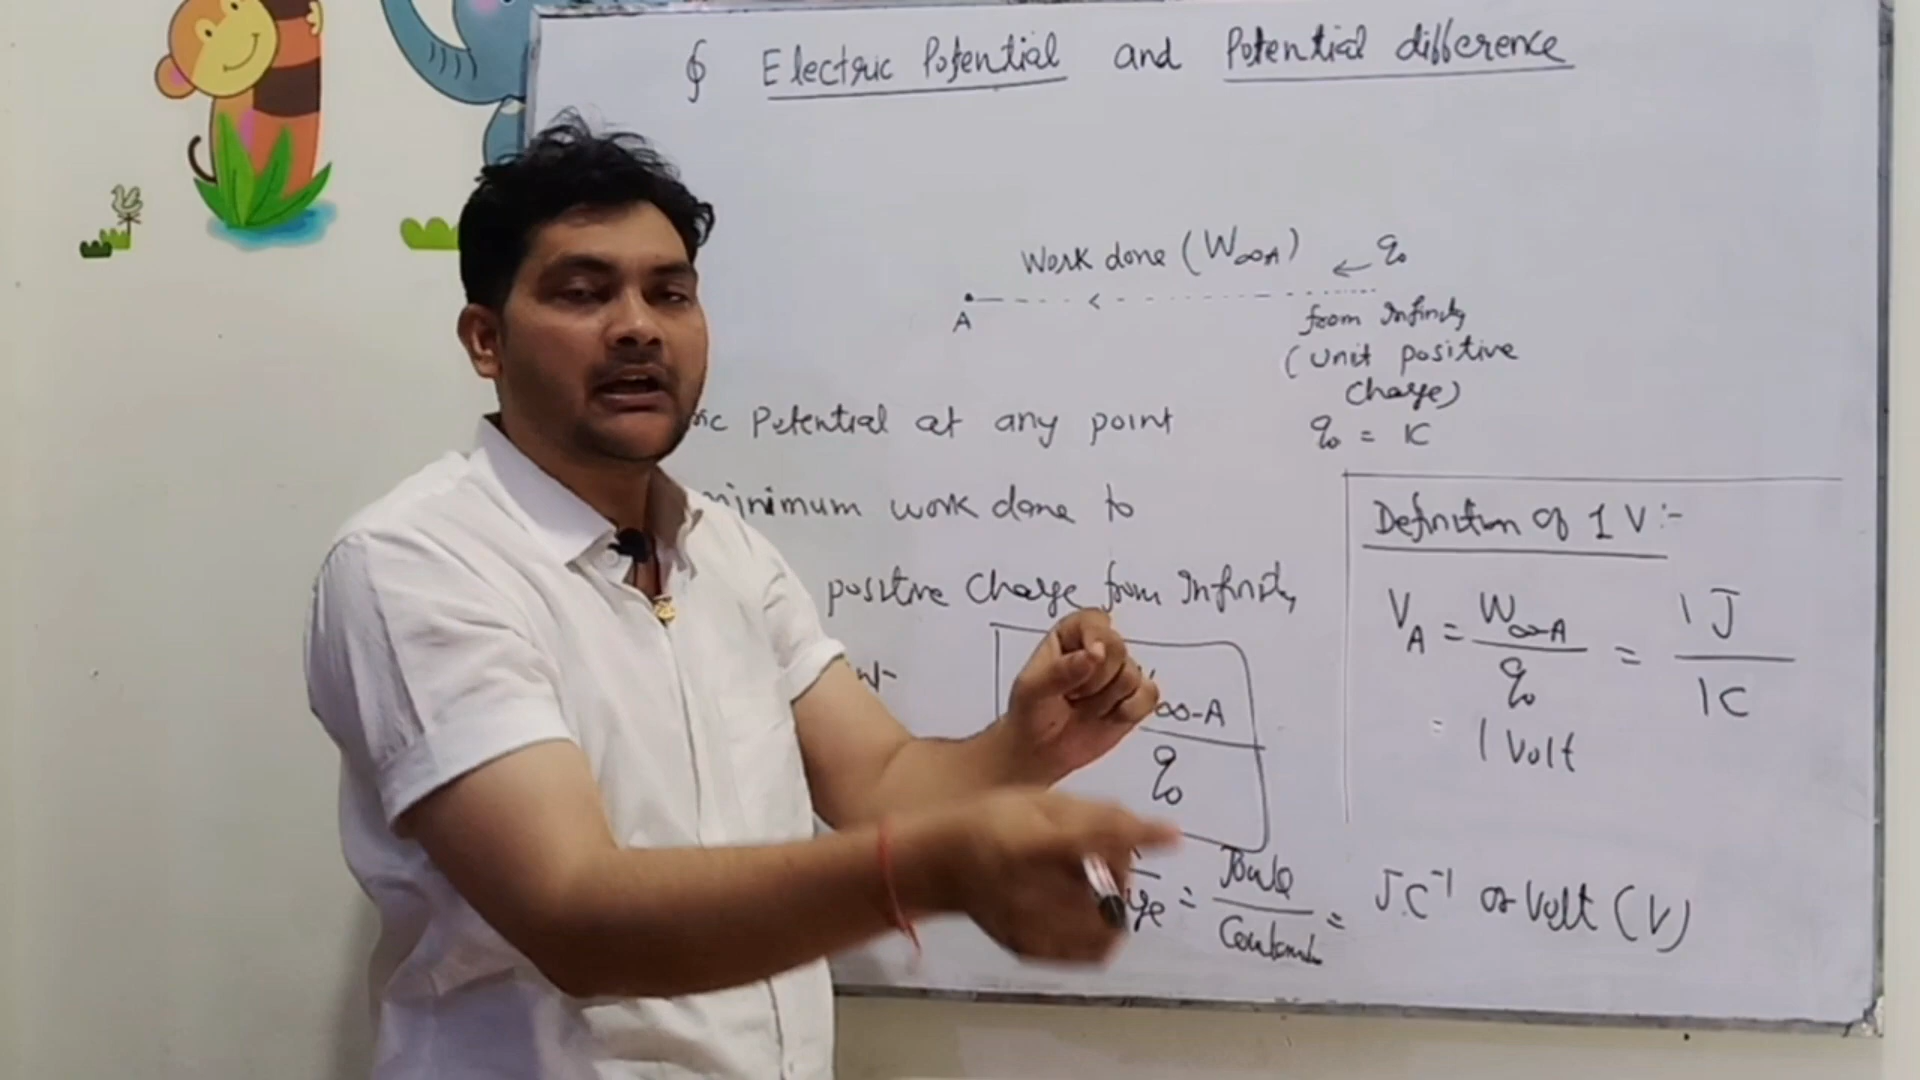 ∮ Electric Potential and Potential difference
Work done (W∞A) ← q₀
A
from Infinity
(Unit positive
Charge)
q₀ = 1C
Potential at any point
minimum work done to
positive Charge from Infinity
∞-A
q₀
Joule
Coulomb
= J.C⁻¹ or Volt (V)
Definition of 1 V :-
V_A = W∞-A / q₀ = 1 J / 1C
= 1 Volt